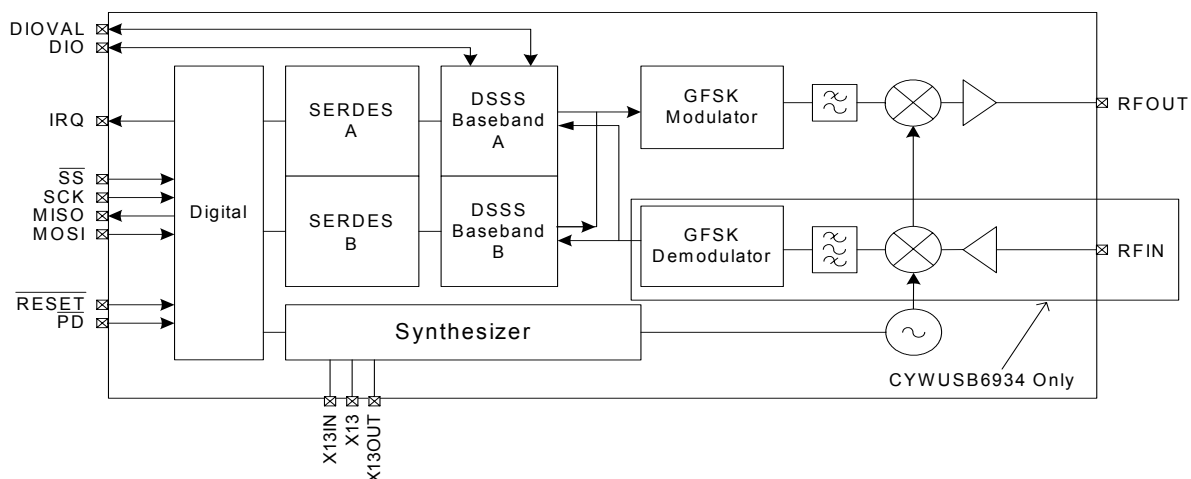 DIOVAL
DIO
IRQ
SS
SCK
MISO
MOSI
RESET
PD
Digital
SERDES
A
SERDES
B
DSSS
Baseband
A
DSSS
Baseband
B
GFSK
Modulator
GFSK
Demodulator
Synthesizer
RFOUT
RFIN
CYWUSB6934 Only
X13IN
X13
X13OUT